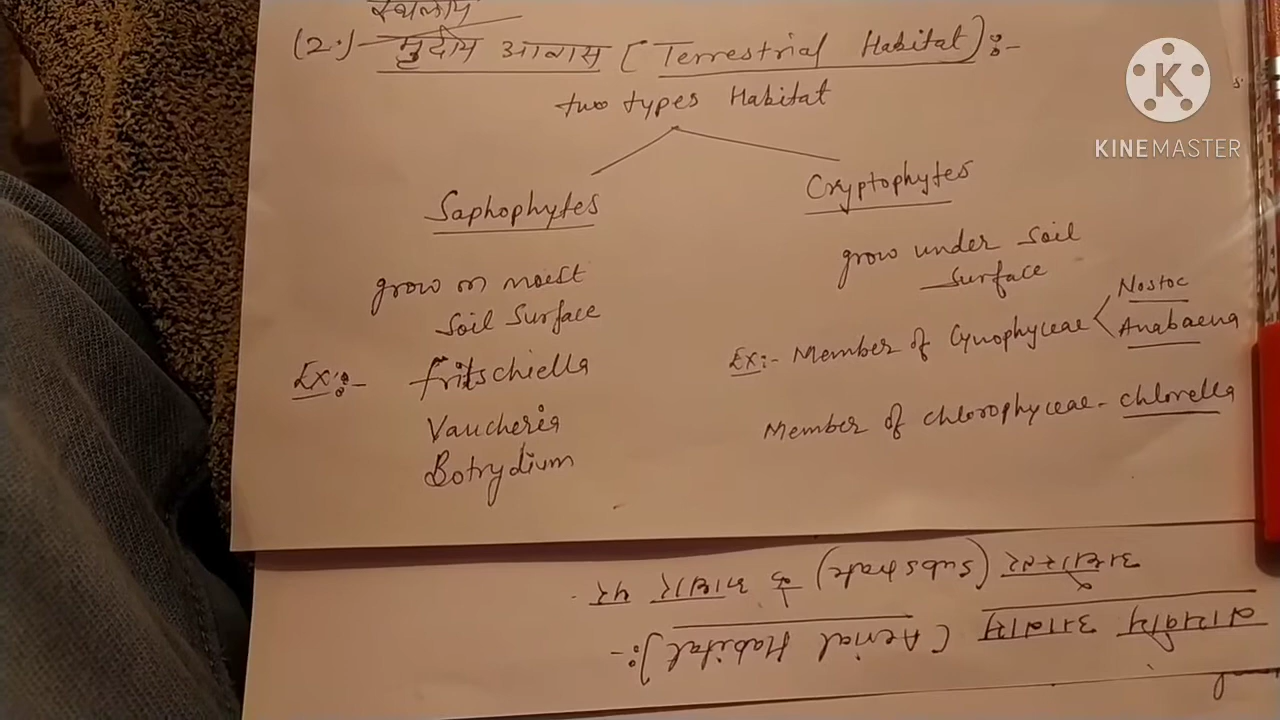 स्थलीय
(2.) मृदीय आवास [Terrestrial Habitat):-
two types Habitat
Saphophytes
grow on moist
Soil Surface
Ex:- fritschiella
Vaucheria
Botrydium
Cryptophytes
grow under soil
surface
Ex:- Member of Cynophyceae < Nostoc
Anabaena
Member of chlorophyceae - chlorella
वायवीय आवास (Aerial Habitat):-
(substrate) के आधार पर
K
KINEMASTER